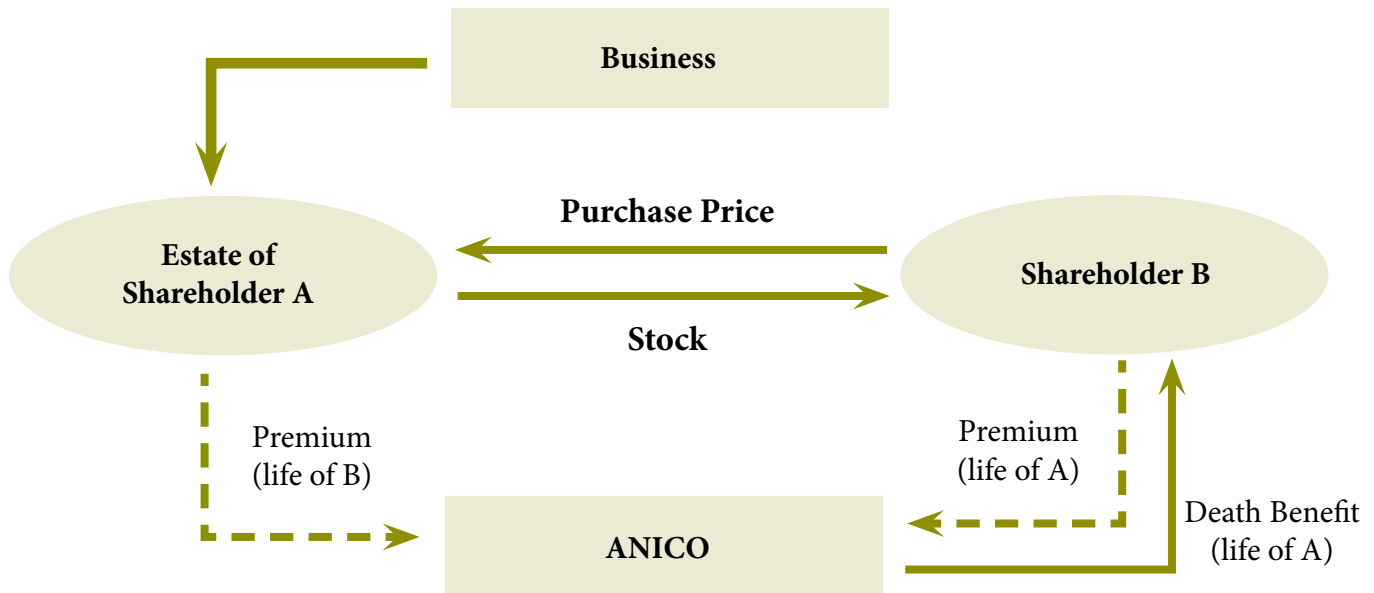 Business
Purchase Price
Estate of
Shareholder A
Shareholder B
Stock
Premium
(life of B)
Premium
(life of A)
Death Benefit
(life of A)
ANICO